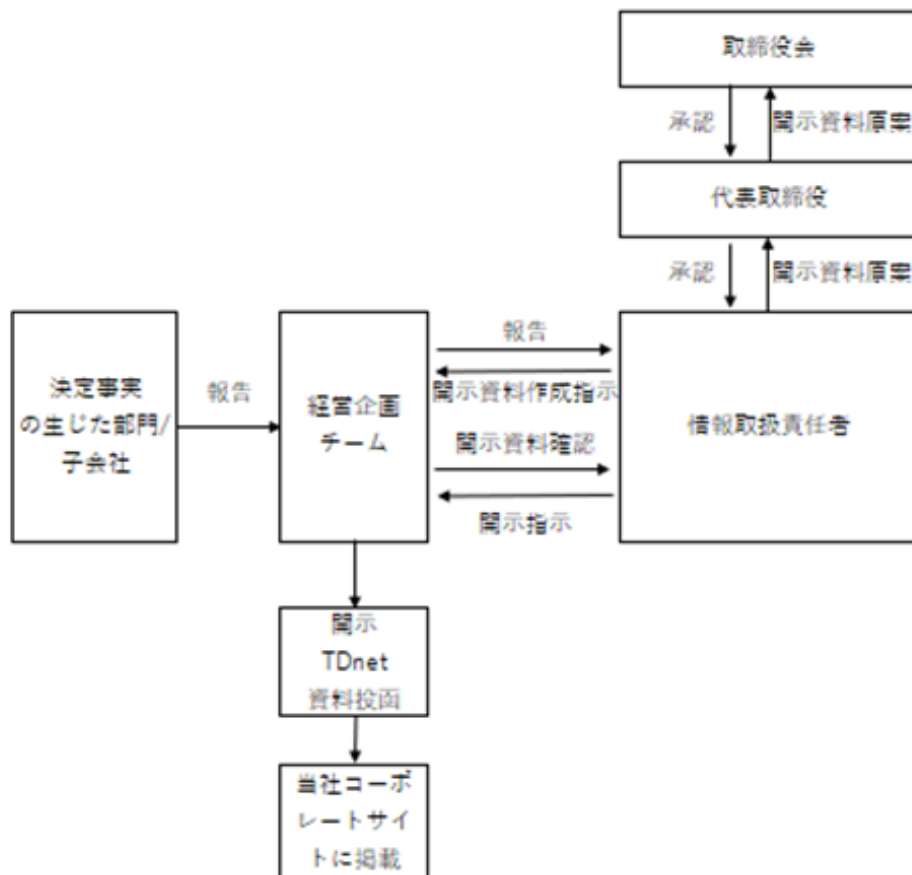 取締役会
承認
開示資料原案
代表取締役
承認
開示資料原案
決定事実
の生じた部門/
子会社
報告
経営企画
チーム
報告
開示資料作成指示
開示資料確認
開示指示
情報取扱責任者
開示
TDnet
資料投函
当社コーポ
レートサイ
トに掲載